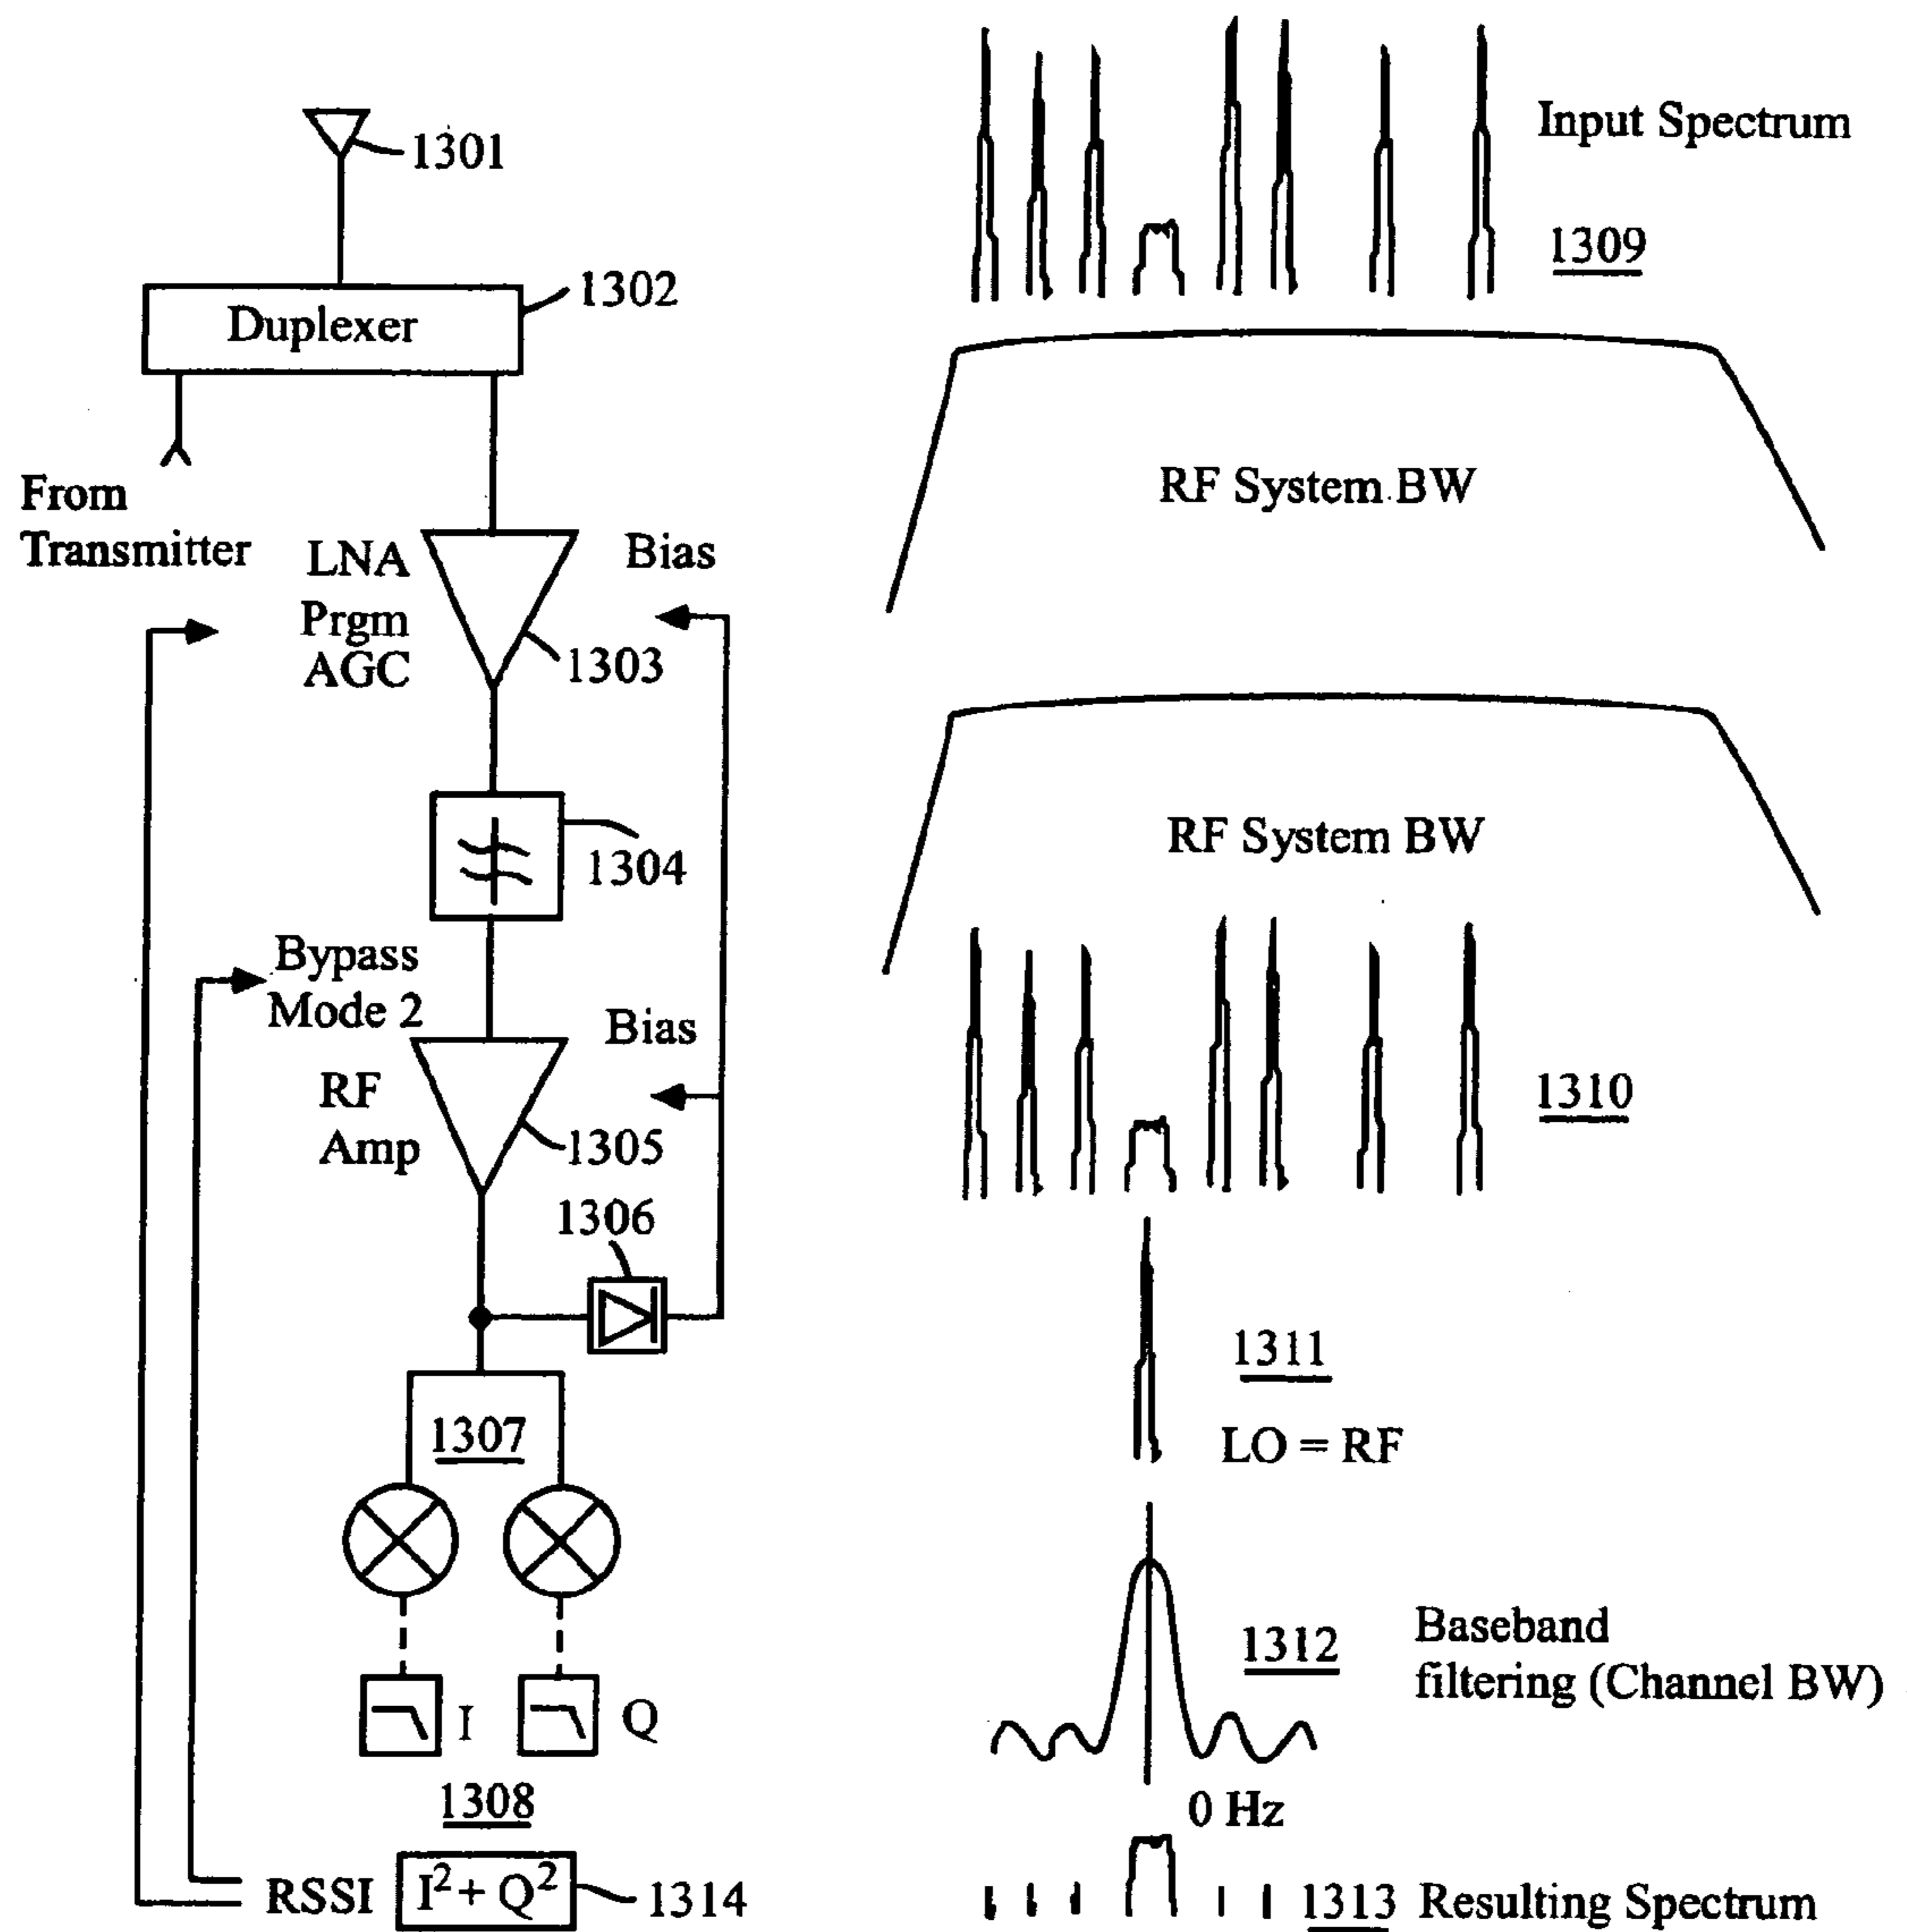 Input Spectrum
1301
1309
1302
Duplexer
RF System BW
From
Transmitter
LNA
Bias
Prgm
AGC
1303
RF System BW
1304
Bypass
Mode 2
Bias
RF
Amp
1310
1305
1306
1311
1307
LO = RF
Baseband
1312
filtering (Channel BW)
I
Q
1308
0 Hz
RSSI
I² + Q²
1314
1313
Resulting Spectrum